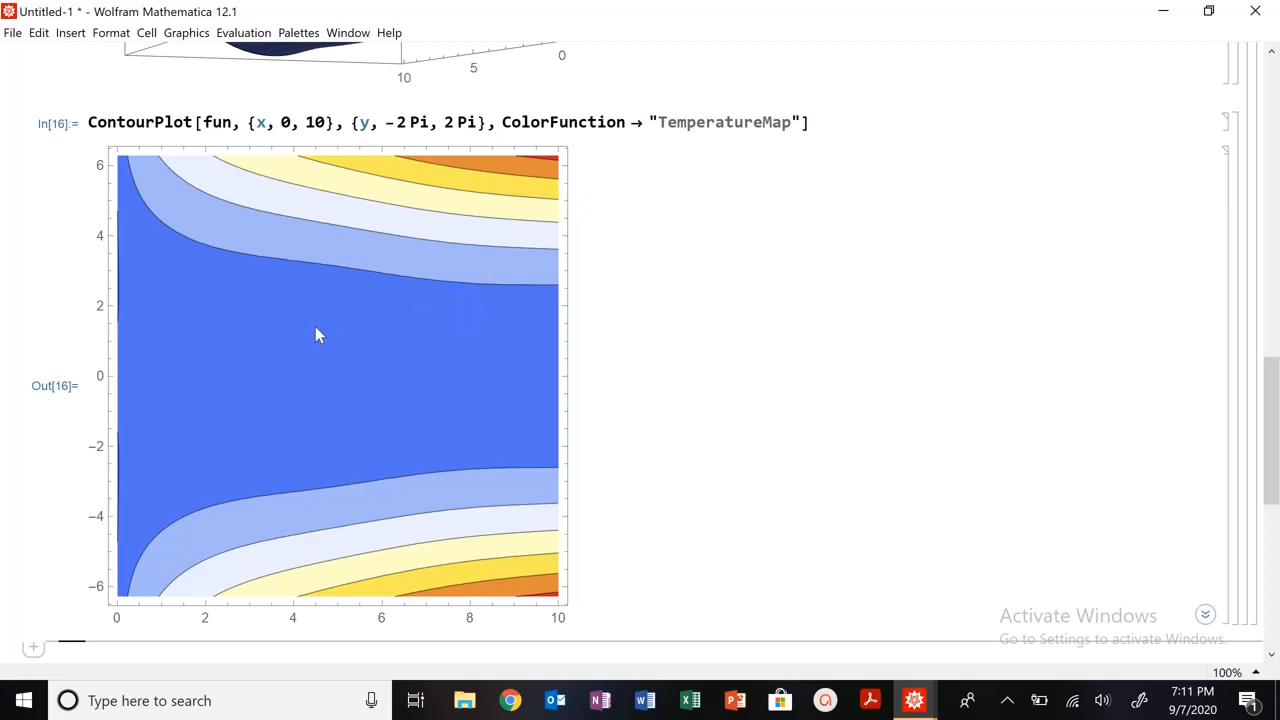 Untitled-1 * - Wolfram Mathematica 12.1
File Edit Insert Format Cell Graphics Evaluation Palettes Window Help
10 5 0
In[16]:= ContourPlot[fun, {x, 0, 10}, {y, -2 Pi, 2 Pi}, ColorFunction → "TemperatureMap"]
6
4
2
0
-2
-4
-6
Out[16]=
0 2 4 6 8 10
Activate Windows
Go to Settings to activate Windows.
100%
Type here to search
7:11 PM
9/7/2020
1